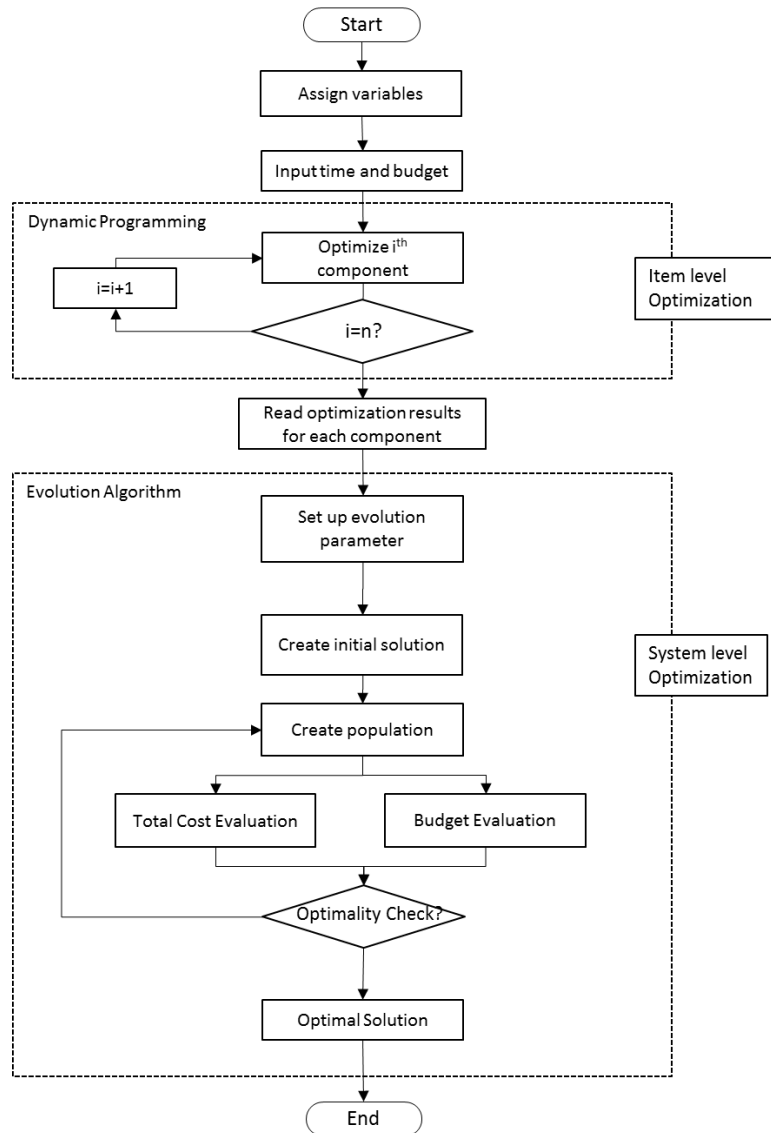 Start
Assign variables
Input time and budget
Dynamic Programming
Optimize iᵗʰ
component
i=i+1
Item level
Optimization
i=n?
Read optimization results
for each component
Evolution Algorithm
Set up evolution
parameter
Create initial solution
System level
Optimization
Create population
Total Cost Evaluation
Budget Evaluation
Optimality Check?
Optimal Solution
End